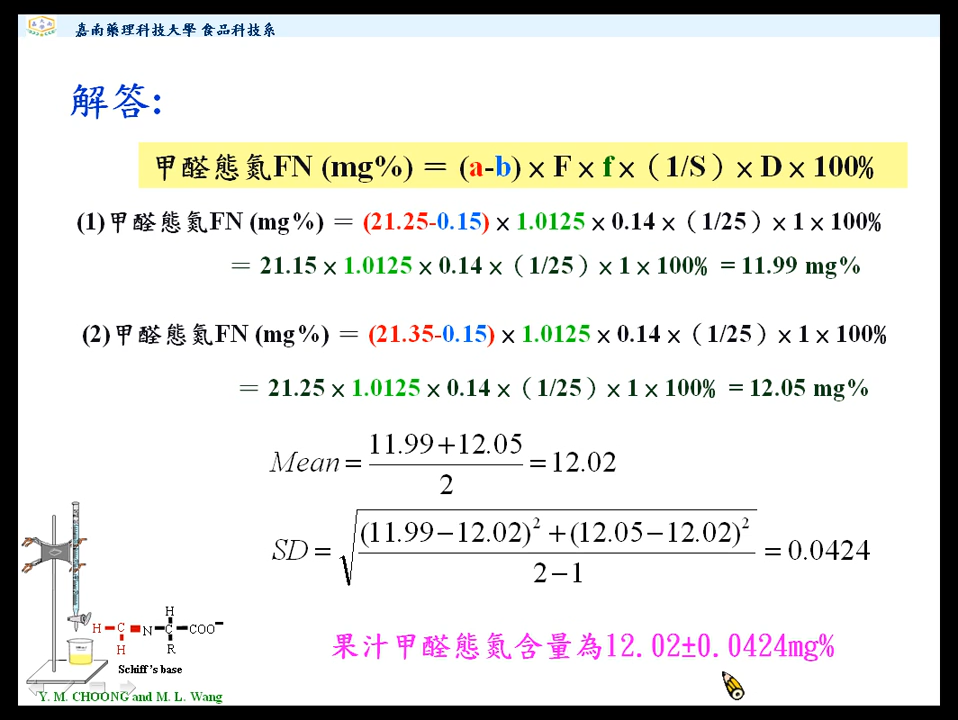 嘉南藥理科技大學 食品科技系
解答:
甲醛態氮FN (mg%) = (a-b) x F x f x (1/S) x D x 100%
(1)甲醛態氮FN (mg%) = (21.25-0.15) x 1.0125 x 0.14 x (1/25) x 1 x 100%
= 21.15 x 1.0125 x 0.14 x (1/25) x 1 x 100% = 11.99 mg%
(2)甲醛態氮FN (mg%) = (21.35-0.15) x 1.0125 x 0.14 x (1/25) x 1 x 100%
= 21.25 x 1.0125 x 0.14 x (1/25) x 1 x 100% = 12.05 mg%
Mean = (11.99+12.05)/2 = 12.02
SD = √((11.99-12.02)² + (12.05-12.02)²)/(2-1) = 0.0424
H
H C N C COO-
H R
Schiff's base
果汁甲醛態氮含量為12.02±0.0424mg%
Y. M. CHOONG and M. L. Wang